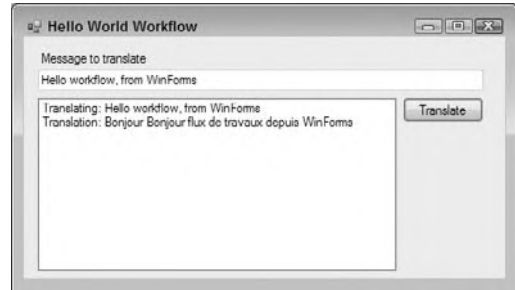 Hello World Workflow
Message to translate
Hello workflow, from WinForms
Translating: Hello workflow, from WinForms
Translation: Bonjour Bonjour flux de travaux depuis WinForms
Translate